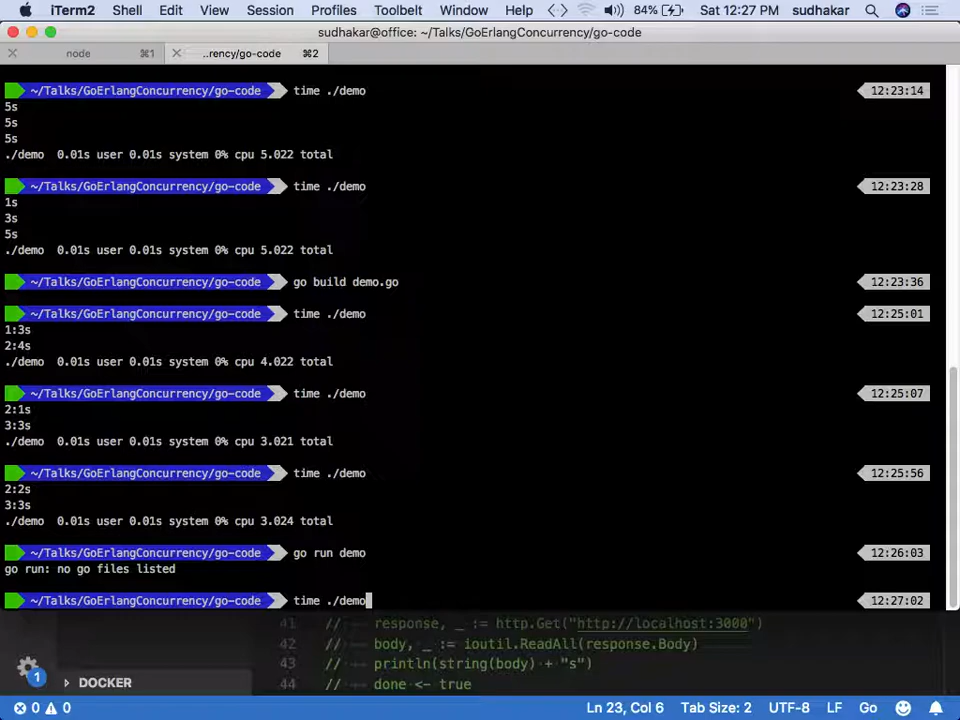 iTerm2 Shell Edit View Session Profiles Toolbelt Window Help 84% Sat 12:27 PM sudhakar
sudhakar@office: ~/Talks/GoErlangConcurrency/go-code
node ⌘1 ..rency/go-code ⌘2
~/Talks/GoErlangConcurrency/go-code time ./demo 12:23:14
5s
5s
5s
./demo 0.01s user 0.01s system 0% cpu 5.022 total
~/Talks/GoErlangConcurrency/go-code time ./demo 12:23:28
1s
3s
5s
./demo 0.01s user 0.01s system 0% cpu 5.022 total
~/Talks/GoErlangConcurrency/go-code go build demo.go 12:23:36
~/Talks/GoErlangConcurrency/go-code time ./demo 12:25:01
1:3s
2:4s
./demo 0.01s user 0.01s system 0% cpu 4.022 total
~/Talks/GoErlangConcurrency/go-code time ./demo 12:25:07
2:1s
3:3s
./demo 0.01s user 0.01s system 0% cpu 3.021 total
~/Talks/GoErlangConcurrency/go-code time ./demo 12:25:56
2:2s
3:3s
./demo 0.01s user 0.01s system 0% cpu 3.024 total
~/Talks/GoErlangConcurrency/go-code go run demo 12:26:03
go run: no go files listed
~/Talks/GoErlangConcurrency/go-code time ./demo 12:27:02
41 // response, _ := http.Get("http://localhost:3000")
42 // body, _ := ioutil.ReadAll(response.Body)
43 // println(string(body) + "s")
44 // done <- true
1
DOCKER
0 0 Ln 23, Col 6 Tab Size: 2 UTF-8 LF Go